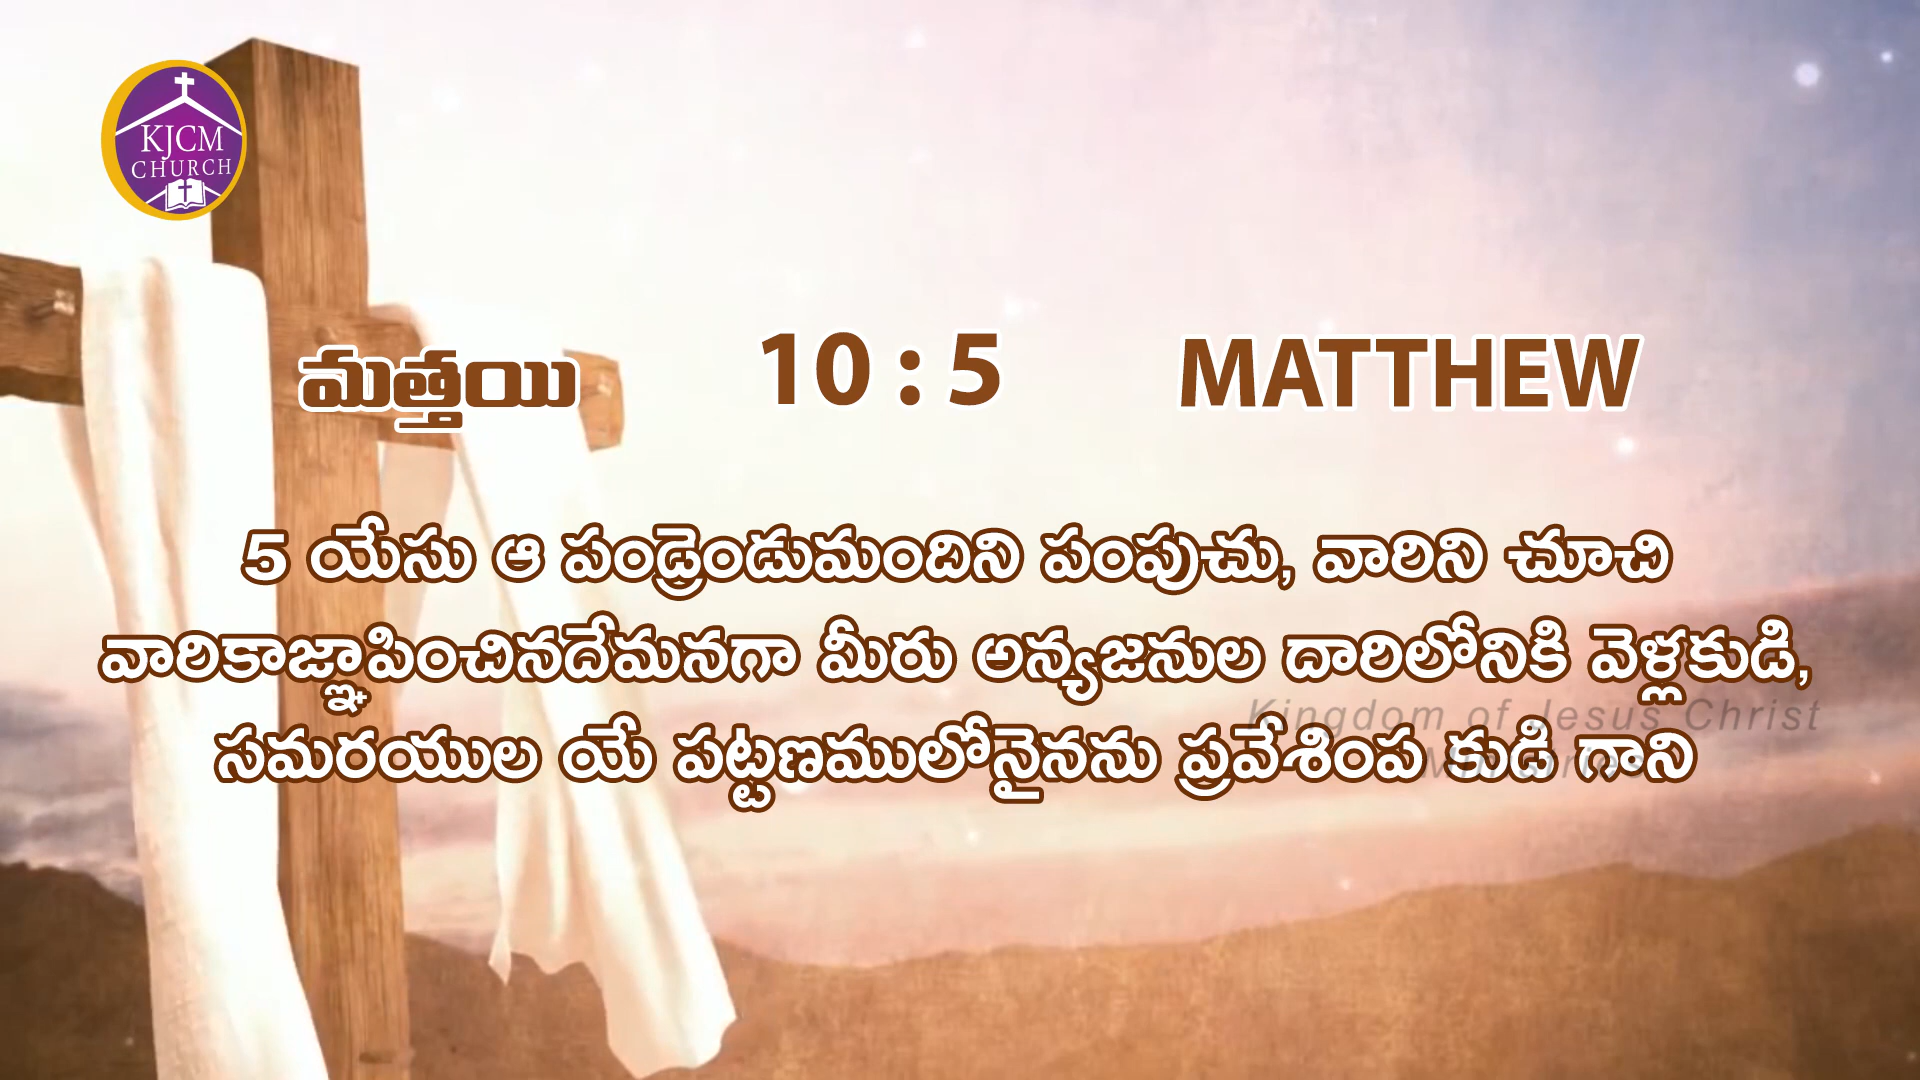 KJCM
CHURCH
మత్తయి 10 : 5 MATTHEW
5 యేసు ఆ పండ్రెండుమందిని పంపుచు, వారిని చూచి
వారికాజ్ఞాపించినదేమనగా మీరు అన్యజనుల దారిలోనికి వెళ్లకుడి,
Kingdom of Jesus Christ
సమరయుల యే పట్టణములోనైనను ప్రవేశింప కుడి గాని
Ministries